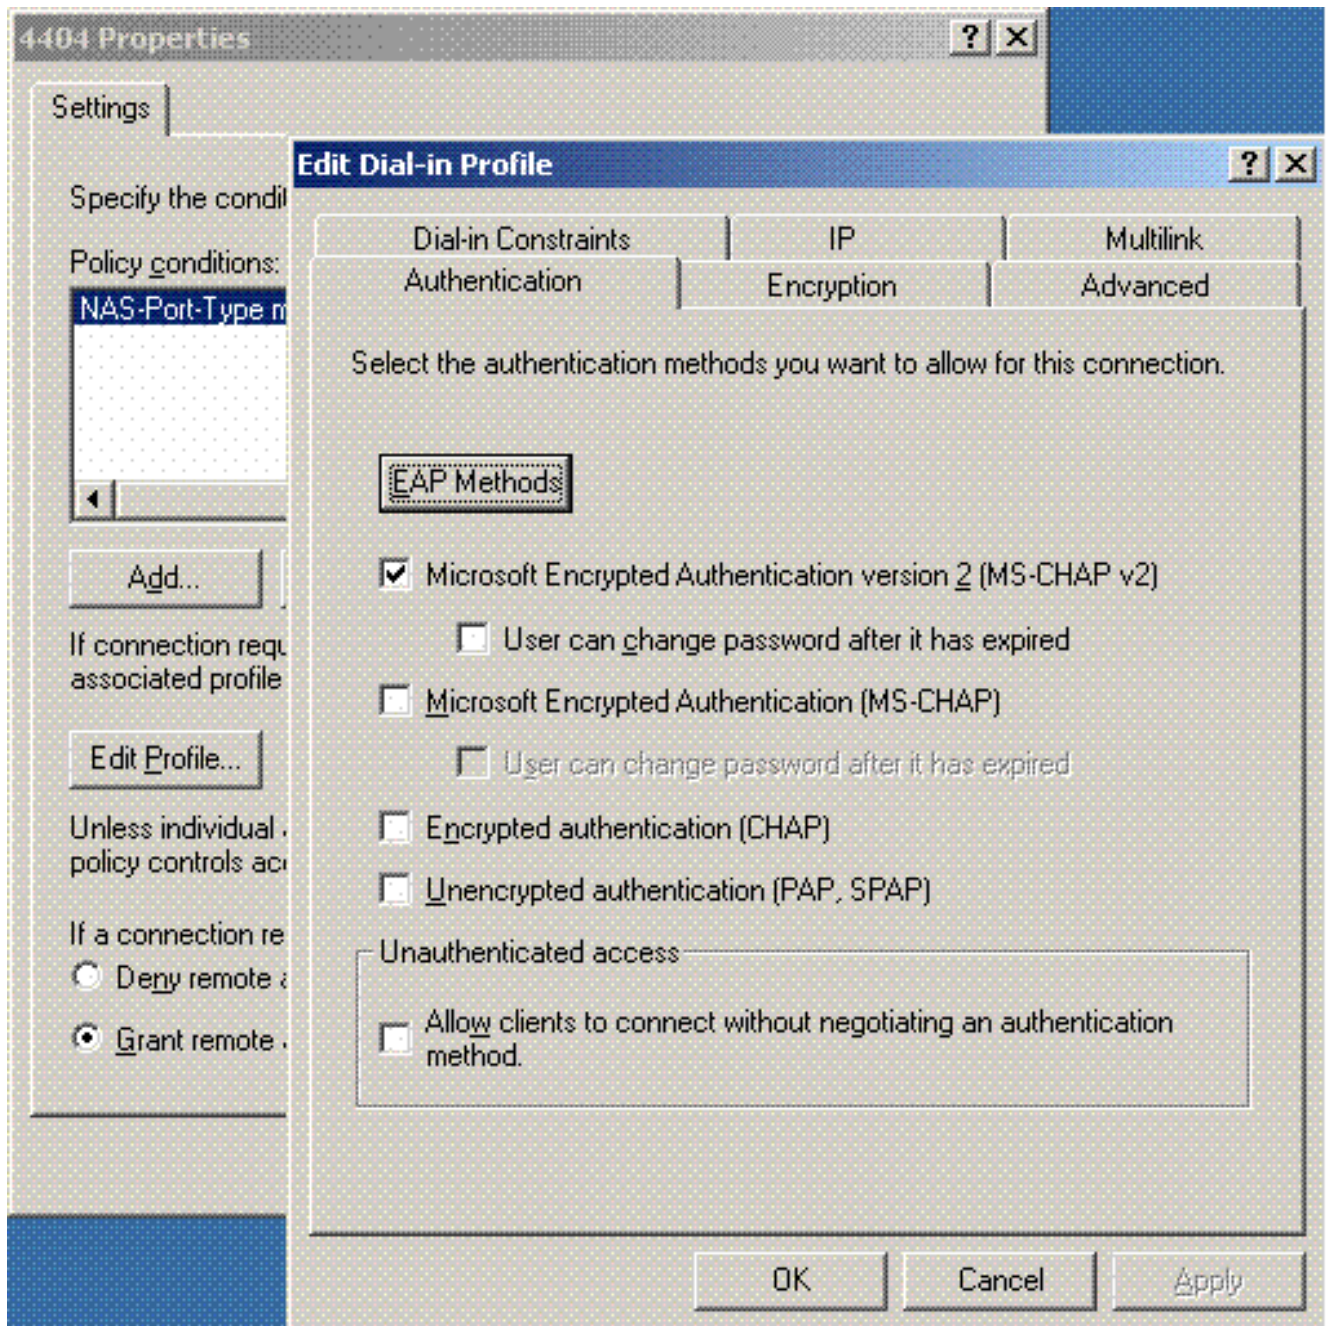 4404 Properties
Settings
Specify the condi
Policy conditions:
NAS-Port-Type
Add...
If connection requ
associated profile
Edit Profile...
Unless individual
policy controls
If a connection re
Deny remote
Grant remote
Edit Dial-in Profile
Dial-in Constraints
IP
Multilink
Authentication
Encryption
Advanced
Select the authentication methods you want to allow for this connection.
EAP Methods
Microsoft Encrypted Authentication version 2 (MS-CHAP v2)
User can change password after it has expired
Microsoft Encrypted Authentication (MS-CHAP)
User can change password after it has expired
Encrypted authentication (CHAP)
Unencrypted authentication (PAP, SPAP)
Unauthenticated access
Allow clients to connect without negotiating an authentication
method.
OK
Cancel
Apply